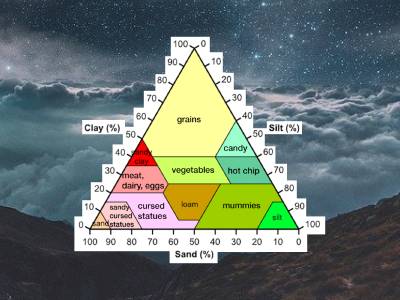 100 0
90 10
80 20
70 30
60 40
50 50
40 60
30 70
20 80
10 90
0 100
Clay (%)
Silt (%)
grains
candy
sandy
clay
vegetables
hot chip
meat,
dairy, eggs
cursed
statues
loam
mummies
sandy
cursed
statues
sand
silt
100 90 80 70 60 50 40 30 20 10 0
Sand (%)